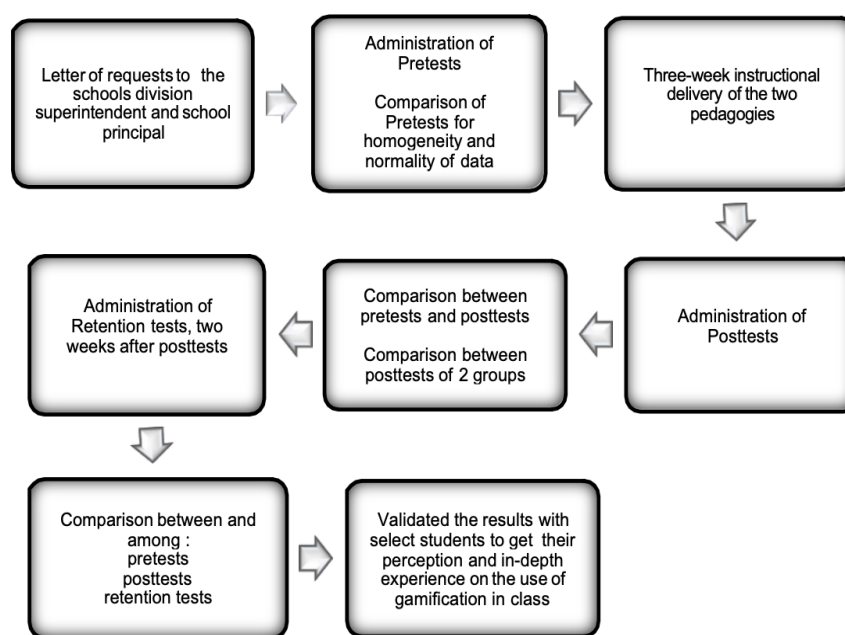 Letter of requests to the
schools division
superintendent and school
principal
Administration of
Pretests
Comparison of
Pretests for
homogeneity and
normality of data
Three-week instructional
delivery of the two
pedagogies
Administration of
Posttests
Comparison between
pretests and posttests
Comparison between
posttests of 2 groups
Administration of
Retention tests, two
weeks after posttests
Comparison between and
among :
pretests
posttests
retention tests
Validated the results with
select students to get their
perception and in-depth
experience on the use of
gamification in class